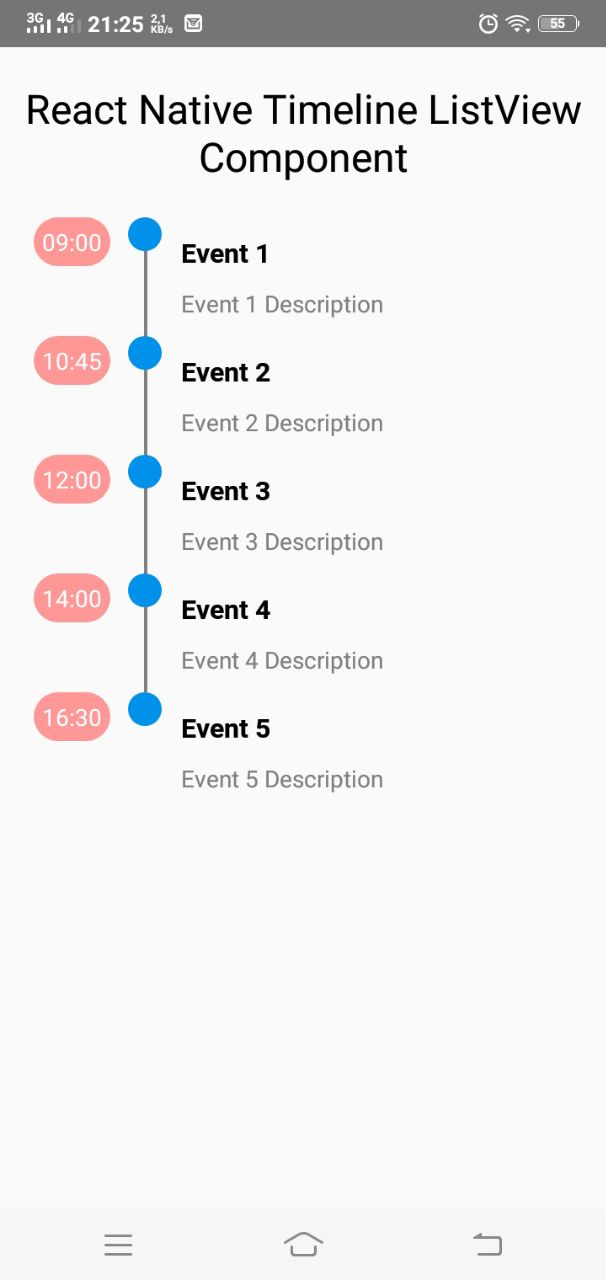 3G 4G 21:25 2,1 KB/s 55
React Native Timeline ListView
Component
09:00
Event 1
Event 1 Description
10:45
Event 2
Event 2 Description
12:00
Event 3
Event 3 Description
14:00
Event 4
Event 4 Description
16:30
Event 5
Event 5 Description